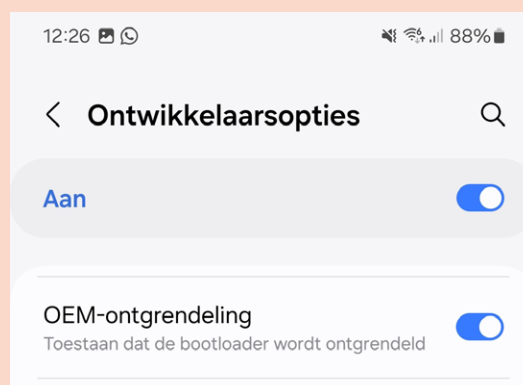 12:26 88%
Ontwikkelaarsopties
Aan
OEM-ontgrendeling
Toestaan dat de bootloader wordt ontgrendeld